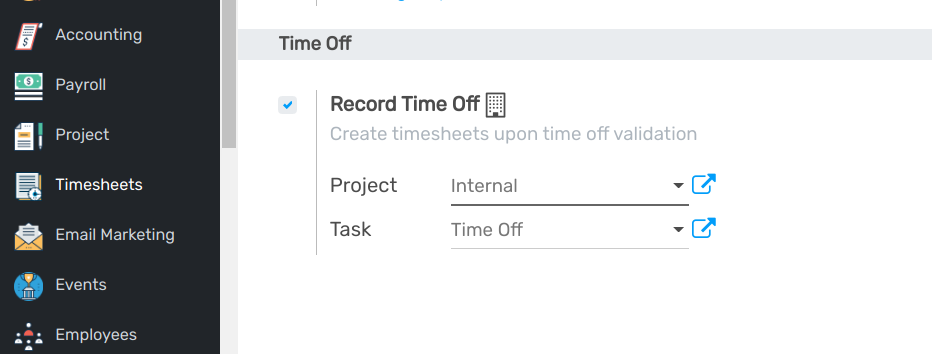 Accounting
Payroll
Project
Timesheets
Email Marketing
Events
Employees
Time Off
Record Time Off
Create timesheets upon time off validation
Project Internal
Task Time Off